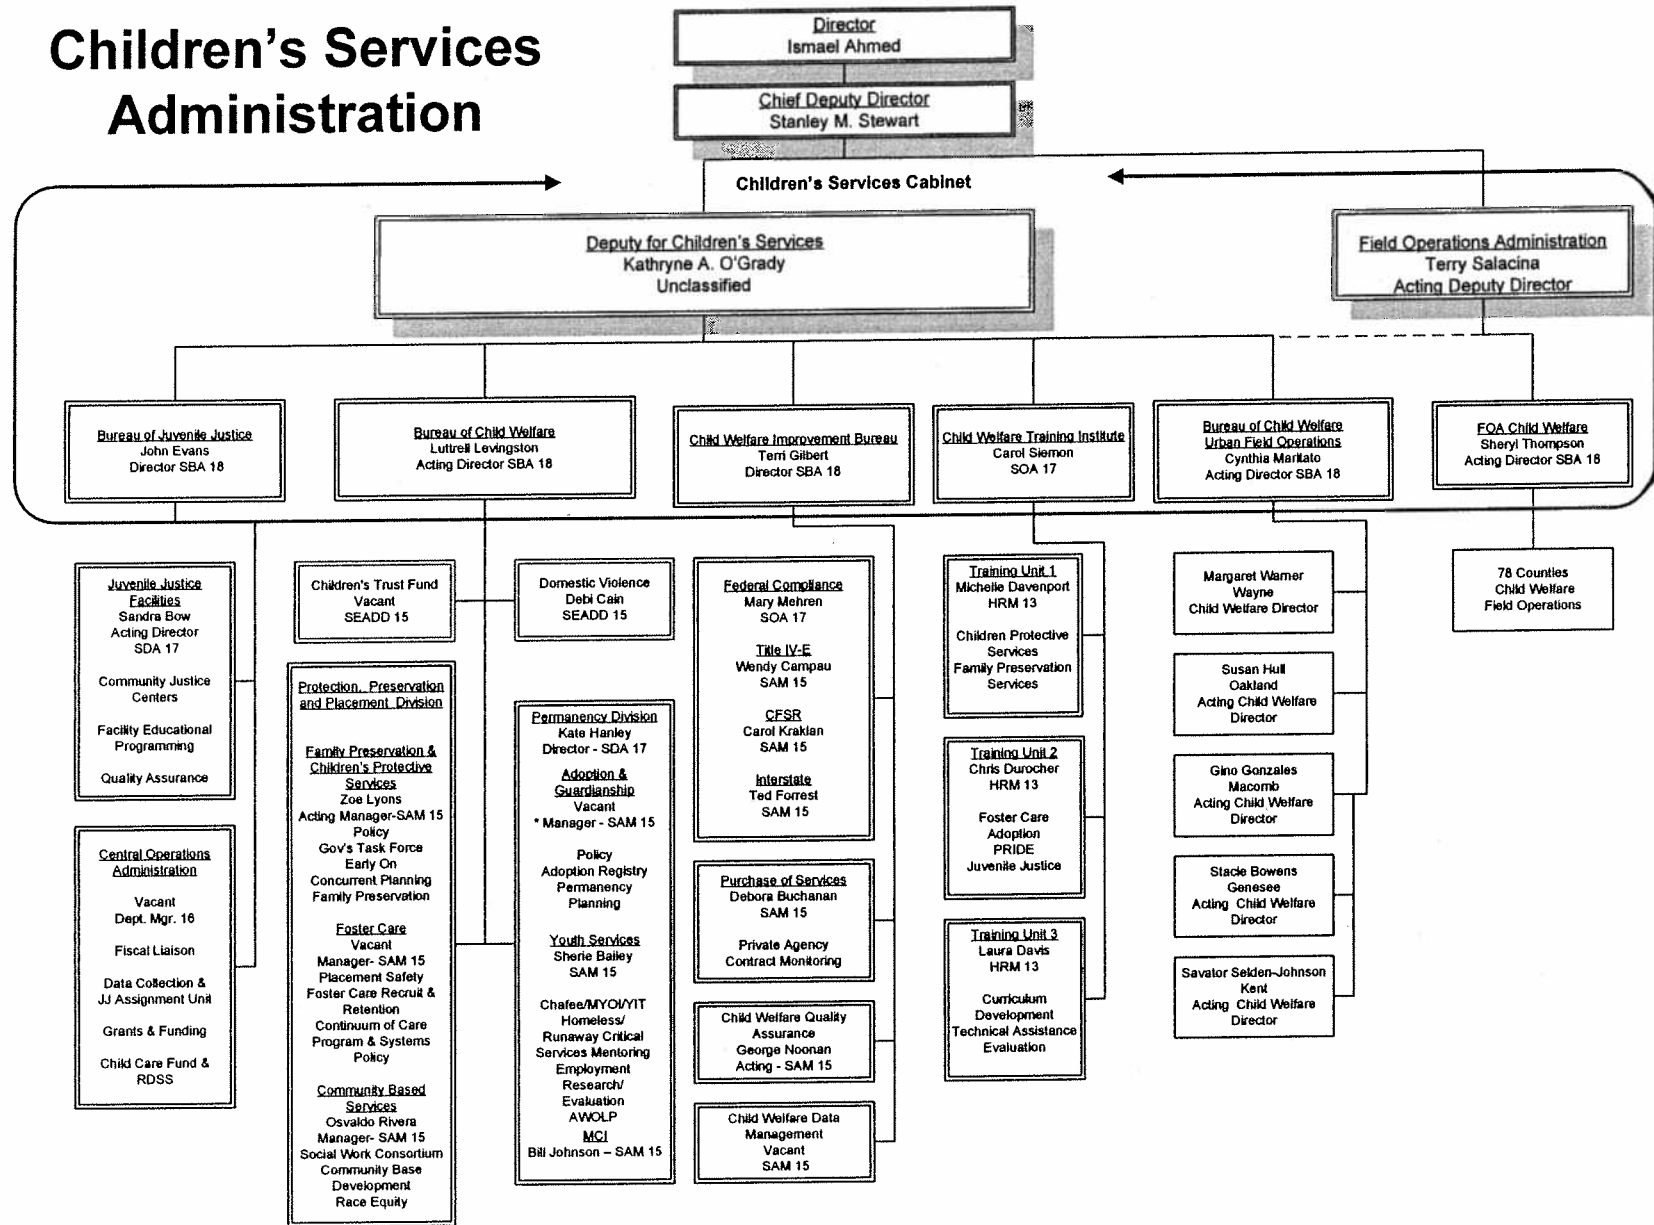 Children's Services
Administration
Director
Ismael Ahmed
Chief Deputy Director
Stanley M. Stewart
Children's Services Cabinet
Deputy for Children's Services
Kathryne A. O'Grady
Unclassified
Field Operations Administration
Terry Salacina
Acting Deputy Director
Bureau of Juvenile Justice
John Evans
Director SBA 18
Bureau of Child Welfare
Luttrell Levingston
Acting Director SBA 18
Child Welfare Improvement Bureau
Terri Gilbert
Director SBA 18
Child Welfare Training Institute
Carol Siemon
SOA 17
Bureau of Child Welfare
Urban Field Operations
Cynthia Maritato
Acting Director SBA 18
FOA Child Welfare
Sheryl Thompson
Acting Director SBA 18
Juvenile Justice
Facilities
Sandra Bow
Acting Director
SDA 17
Community Justice
Centers
Facility Educational
Programming
Quality Assurance
Central Operations
Administration
Vacant
Dept. Mgr. 16
Fiscal Liaison
Data Collection &
JJ Assignment Unit
Grants & Funding
Child Care Fund &
RDSS
Children's Trust Fund
Vacant
SEADD 15
Protection, Preservation
and Placement Division
Family Preservation &
Children's Protective
Services
Zoe Lyons
Acting Manager-SAM 15
Policy
Gov's Task Force
Early On
Concurrent Planning
Family Preservation
Foster Care
Vacant
Manager- SAM 15
Placement Safety
Foster Care Recruit &
Retention
Continuum of Care
Program & Systems
Policy
Community Based
Services
Osvaldo Rivera
Manager- SAM 15
Social Work Consortium
Community Base
Development
Race Equity
Domestic Violence
Debi Cain
SEADD 15
Permanency Division
Kate Hanley
Director - SDA 17
Adoption &
Guardianship
Vacant
* Manager - SAM 15
Policy
Adoption Registry
Permanency
Planning
Youth Services
Sherie Bailey
SAM 15
Chafee/MYOI/YIT
Homeless/
Runaway Critical
Services Mentoring
Employment
Research/
Evaluation
AWOLP
MCI
Bill Johnson – SAM 15
Federal Compliance
Mary Mehren
SOA 17
Title IV-E
Wendy Campau
SAM 15
CFSR
Carol Kraklan
SAM 15
Interstate
Ted Forrest
SAM 15
Purchase of Services
Debora Buchanan
SAM 15
Private Agency
Contract Monitoring
Child Welfare Quality
Assurance
George Noonan
Acting - SAM 15
Child Welfare Data
Management
Vacant
SAM 15
Training Unit 1
Michelle Davenport
HRM 13
Children Protective
Services
Family Preservation
Services
Training Unit 2
Chris Durocher
HRM 13
Foster Care
Adoption
PRIDE
Juvenile Justice
Training Unit 3
Laura Davis
HRM 13
Curriculum
Development
Technical Assistance
Evaluation
Margaret Warner
Wayne
Child Welfare Director
Susan Hull
Oakland
Acting Child Welfare
Director
Gino Gonzales
Macomb
Acting Child Welfare
Director
Stacie Bowens
Genesee
Acting Child Welfare
Director
Savator Selden-Johnson
Kent
Acting Child Welfare
Director
78 Counties
Child Welfare
Field Operations